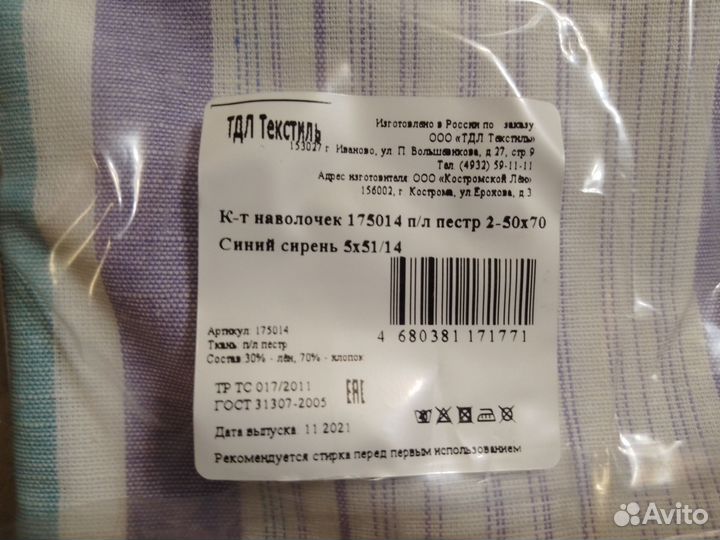 ТДЛ Текстиль
Изготовлено в России по заказу
ООО «ТДЛ Текстиль»
153027 г. Иваново, ул. П. Большевикова, д 27, стр.9
Тел. (4932) 59-11-11
Адрес изготовителя ООО «Костромской Лён»
156002, г. Кострома, ул.Ерохова, д.3.
К-т наволочек 175014 п/л пестр 2-50х70
Синий сирень 5х51/14
4 680381 171771
Артикул 175014
Ткань п/л пестр
Состав 30% - лён, 70% - хлопок
ТР ТС 017/2011
ГОСТ 31307-2005
EAC
Дата выпуска 11 2021
Рекомендуется стирка перед первым использованием
Avito